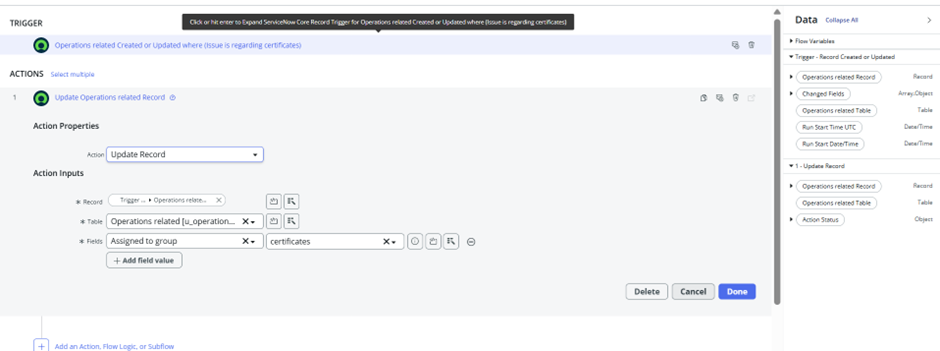 Click or hit enter to Expand ServiceNow Core Record Trigger for Operations related Created or Updated where (Issue is regarding certificates)
TRIGGER
Operations related Created or Updated where (Issue is regarding certificates)
ACTIONS Select multiple
1 Update Operations related Record
Action Properties
Action Update Record
Action Inputs
* Record Trigger ... ▸ Operations relate... X
* Table Operations related [u_operation... X
* Fields Assigned to group X certificates X
+ Add field value
Delete Cancel Done
+ Add an Action, Flow Logic, or Subflow
Data Collapse All
Flow Variables
Trigger - Record Created or Updated
Operations related Record Record
Changed Fields Array.Object
Operations related Table Table
Run Start Time UTC Date/Time
Run Start Date/Time Date/Time
1 - Update Record
Operations related Record Record
Operations related Table Table
Action Status Object